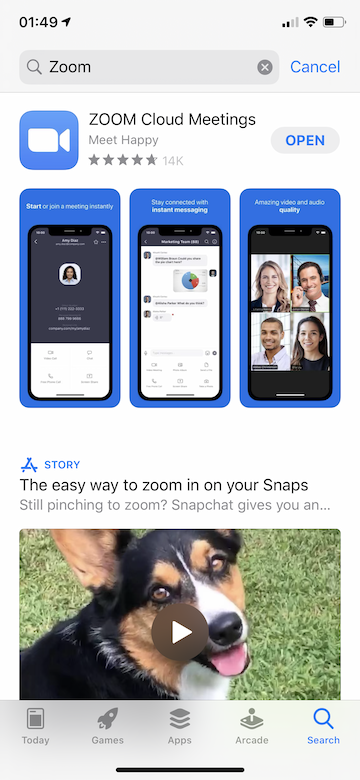 01:49
Zoom
Cancel
ZOOM Cloud Meetings
Meet Happy
OPEN
14K
Start or join a meeting instantly
Stay connected with
instant messaging
Amazing video and audio
quality
Amy Diaz
Marketing Team (55)
STORY
The easy way to zoom in on your Snaps
Still pinching to zoom? Snapchat gives you an...
Today
Games
Apps
Arcade
Search